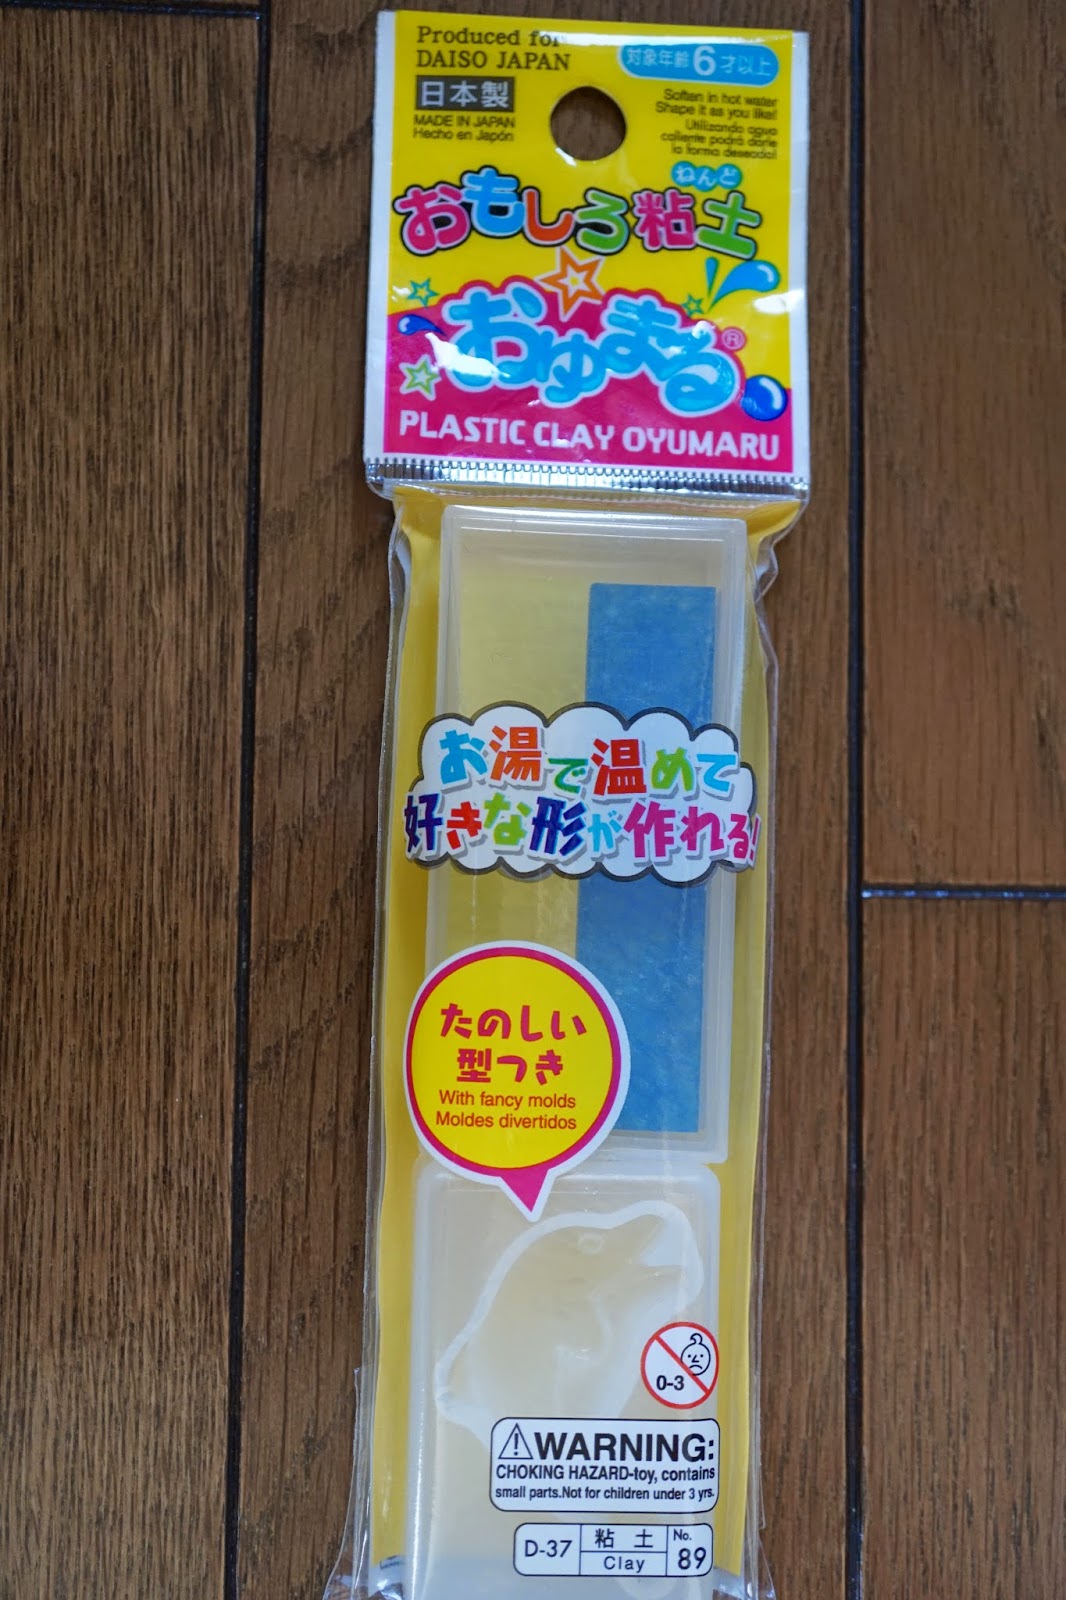 Produced for
DAISO JAPAN
対象年齢6才以上
日本製
MADE IN JAPAN
Hecho en Japón
Soften in hot water
Shape it as you like!
Utilizando agua
caliente podrá darle
la forma deseada!
ねんど
おもしろ粘土
おゆまる®
PLASTIC CLAY OYUMARU
お湯で温めて
好きな形が作れる!
たのしい
型つき
With fancy molds
Moldes divertidos
0-3
⚠WARNING:
CHOKING HAZARD-toy, contains
small parts.Not for children under 3 yrs.
D-37 粘土 Clay No. 89